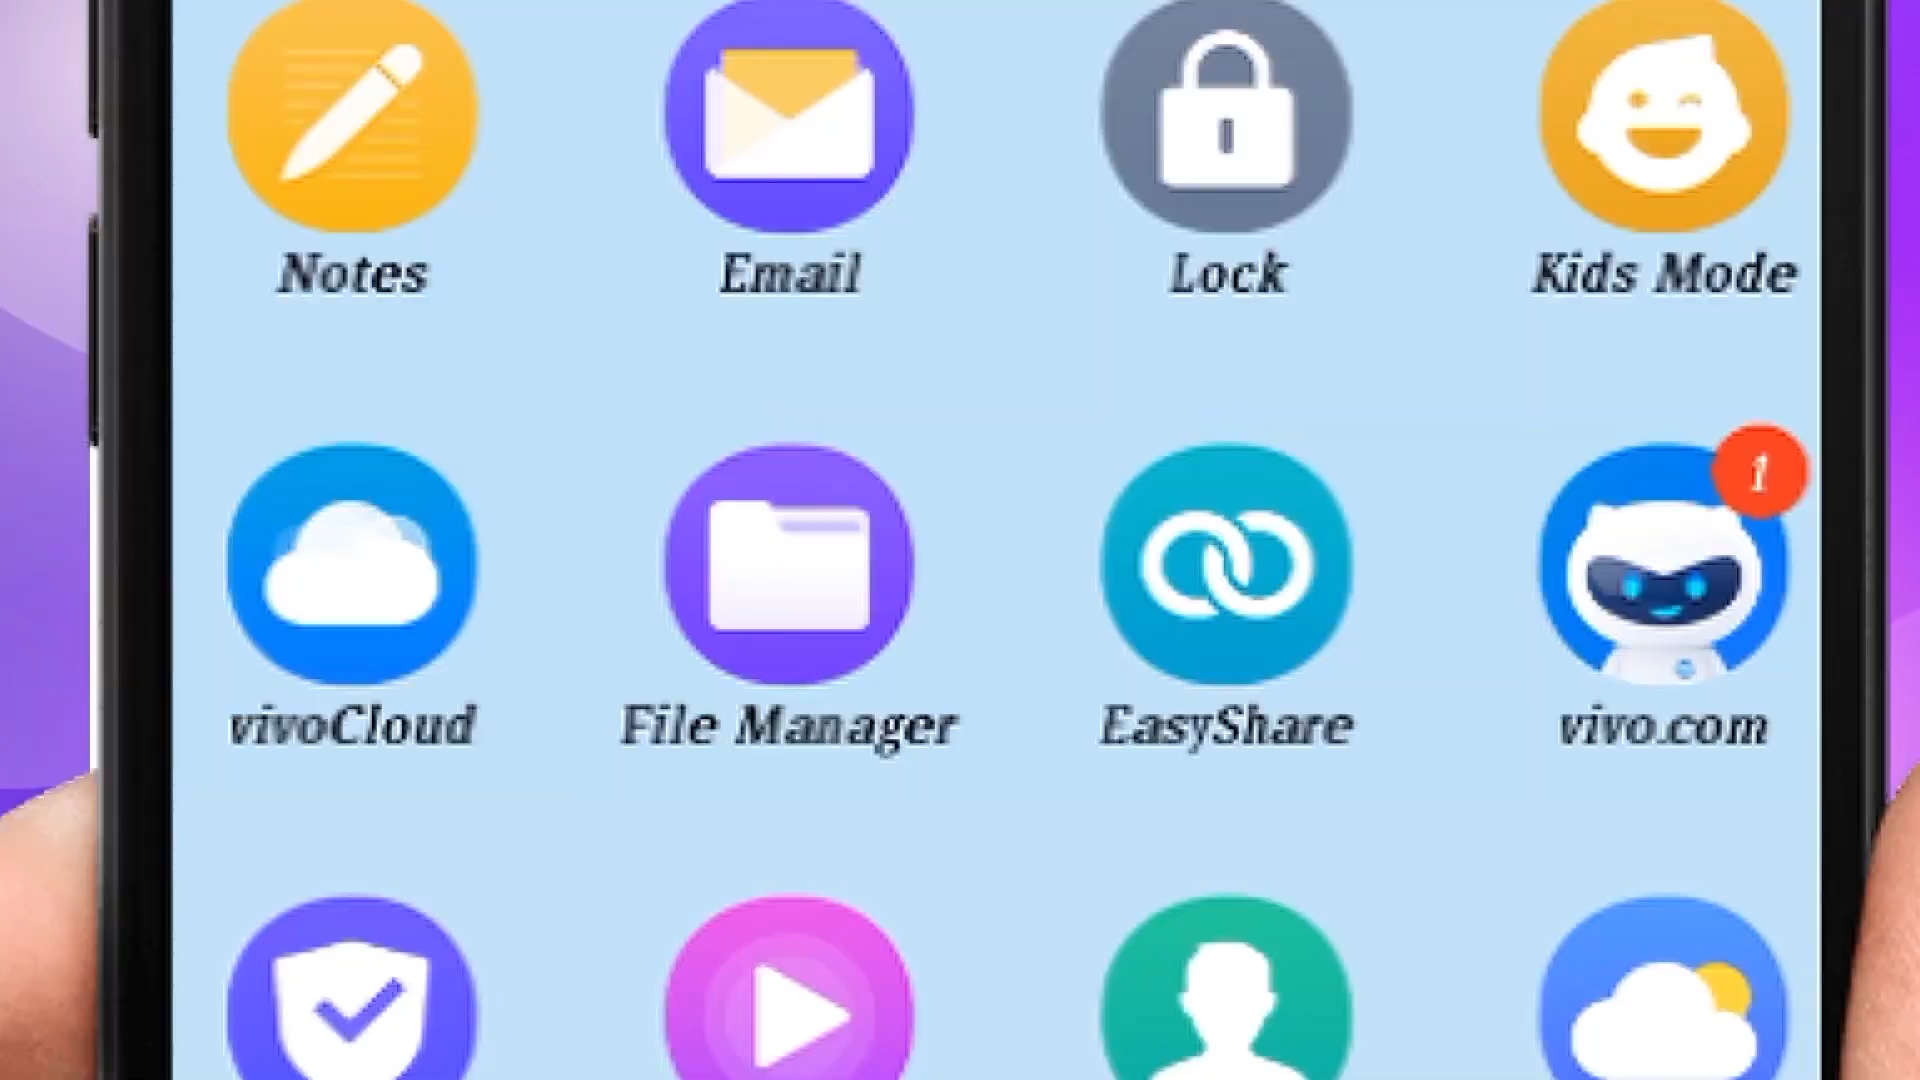 Notes
Email
Lock
Kids Mode
1
vivoCloud
File Manager
EasyShare
vivo.com